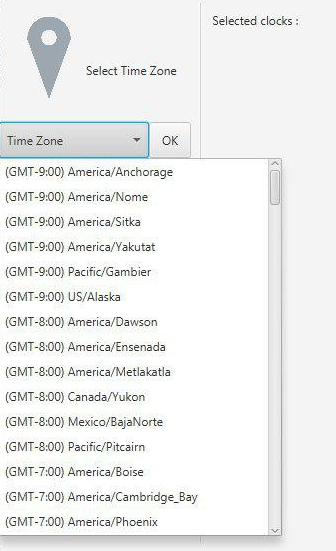 Selected clocks :
Select Time Zone
Time Zone
OK
(GMT-9:00) America/Anchorage
(GMT-9:00) America/Nome
(GMT-9:00) America/Sitka
(GMT-9:00) America/Yakutat
(GMT-9:00) Pacific/Gambier
(GMT-9:00) US/Alaska
(GMT-8:00) America/Dawson
(GMT-8:00) America/Ensenada
(GMT-8:00) America/Metlakatla
(GMT-8:00) Canada/Yukon
(GMT-8:00) Mexico/BajaNorte
(GMT-8:00) Pacific/Pitcairn
(GMT-7:00) America/Boise
(GMT-7:00) America/Cambridge_Bay
(GMT-7:00) America/Phoenix